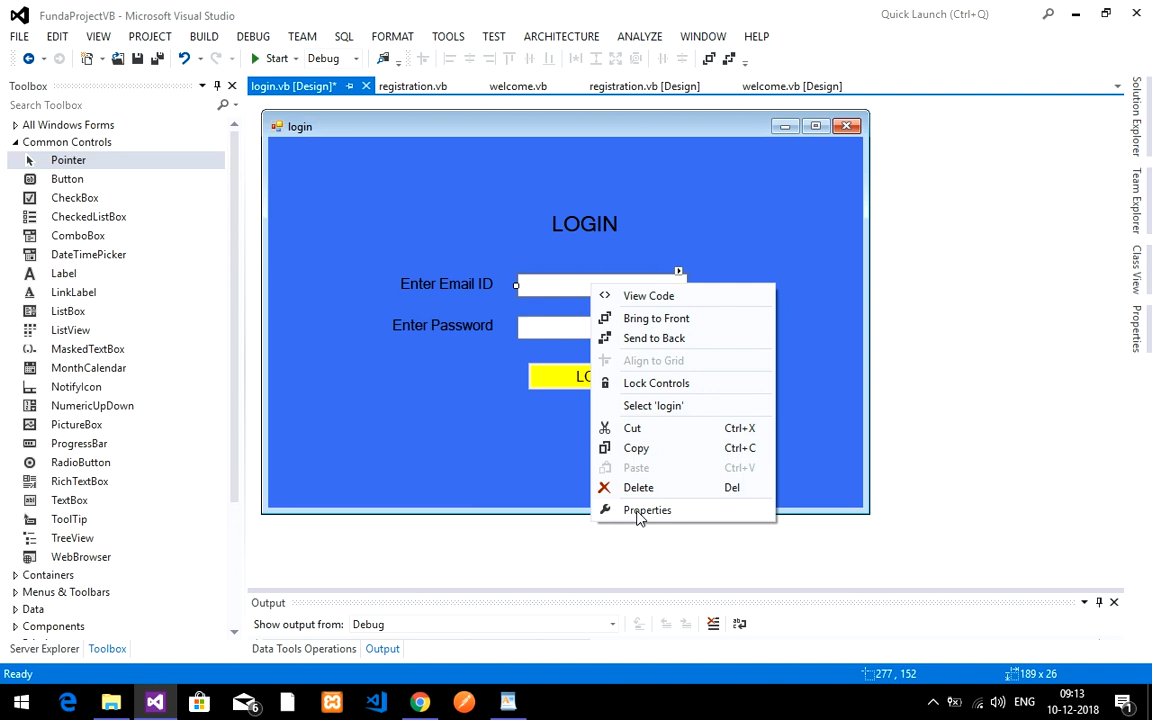 FundaProjectVB - Microsoft Visual Studio
Quick Launch (Ctrl+Q)
FILE EDIT VIEW PROJECT BUILD DEBUG TEAM SQL FORMAT TOOLS TEST ARCHITECTURE ANALYZE WINDOW HELP
Start Debug
Toolbox
login.vb [Design]* registration.vb welcome.vb registration.vb [Design] welcome.vb [Design]
Search Toolbox
All Windows Forms
Common Controls
Pointer
Button
CheckBox
CheckedListBox
ComboBox
DateTimePicker
Label
LinkLabel
ListBox
ListView
MaskedTextBox
MonthCalendar
NotifyIcon
NumericUpDown
PictureBox
ProgressBar
RadioButton
RichTextBox
TextBox
ToolTip
TreeView
WebBrowser
Containers
Menus & Toolbars
Data
Components
Server Explorer Toolbox
login
LOGIN
Enter Email ID
Enter Password
LO
View Code
Bring to Front
Send to Back
Align to Grid
Lock Controls
Select 'login'
Cut Ctrl+X
Copy Ctrl+C
Paste Ctrl+V
Delete Del
Properties
Solution Explorer
Team Explorer
Class View
Properties
Output
Show output from: Debug
Data Tools Operations Output
Ready
277 , 152
189 x 26
6
ENG
09:13
10-12-2018
1